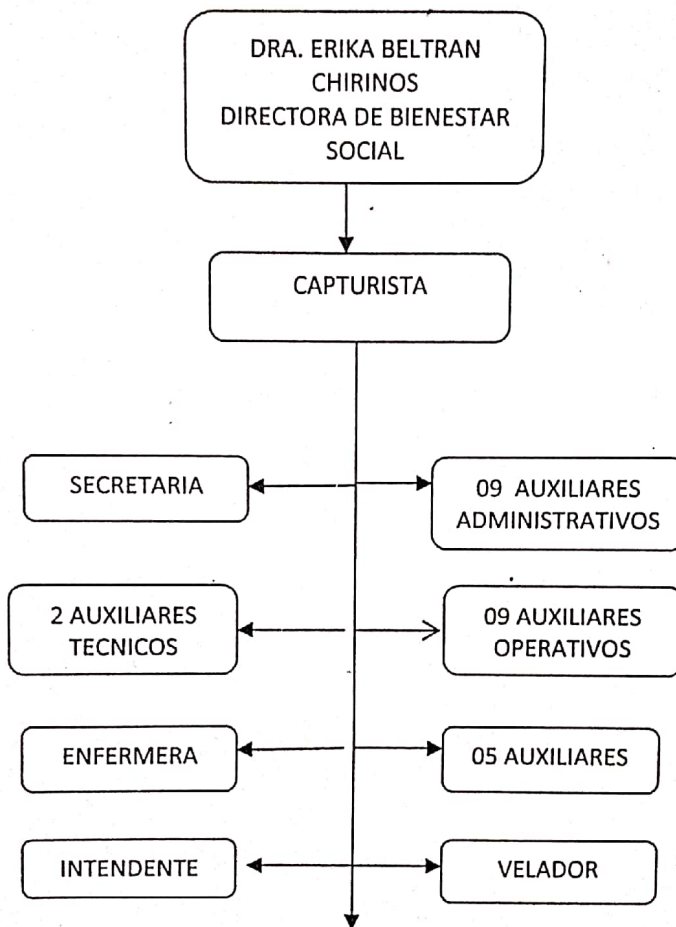 DRA. ERIKA BELTRAN
CHIRINOS
DIRECTORA DE BIENESTAR
SOCIAL
CAPTURISTA
SECRETARIA
09 AUXILIARES
ADMINISTRATIVOS
2 AUXILIARES
TECNICOS
09 AUXILIARES
OPERATIVOS
ENFERMERA
05 AUXILIARES
INTENDENTE
VELADOR